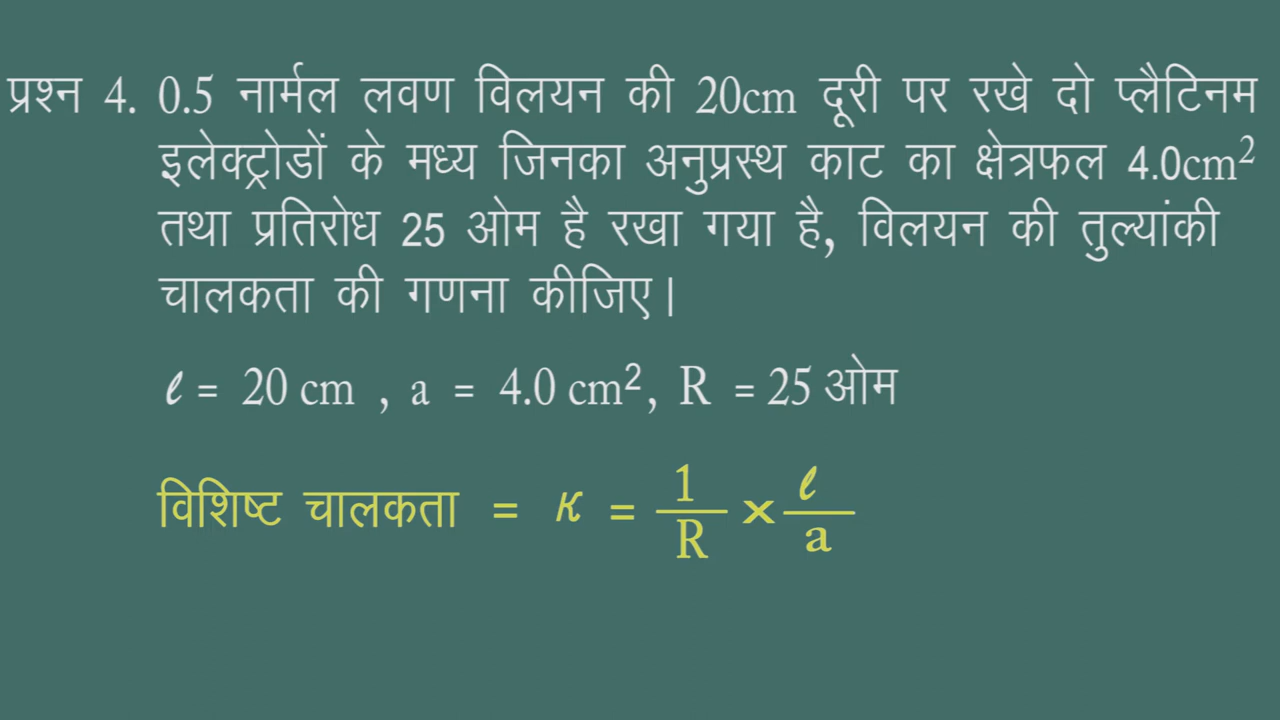 प्रश्न 4. 0.5 नार्मल लवण विलयन की 20cm दूरी पर रखे दो प्लैटिनम
इलेक्ट्रोडों के मध्य जिनका अनुप्रस्थ काट का क्षेत्रफल 4.0cm²
तथा प्रतिरोध 25 ओम है रखा गया है, विलयन की तुल्यांकी
चालकता की गणना कीजिए।
ℓ = 20 cm , a = 4.0 cm², R = 25 ओम
विशिष्ट चालकता = κ = 1/R × ℓ/a